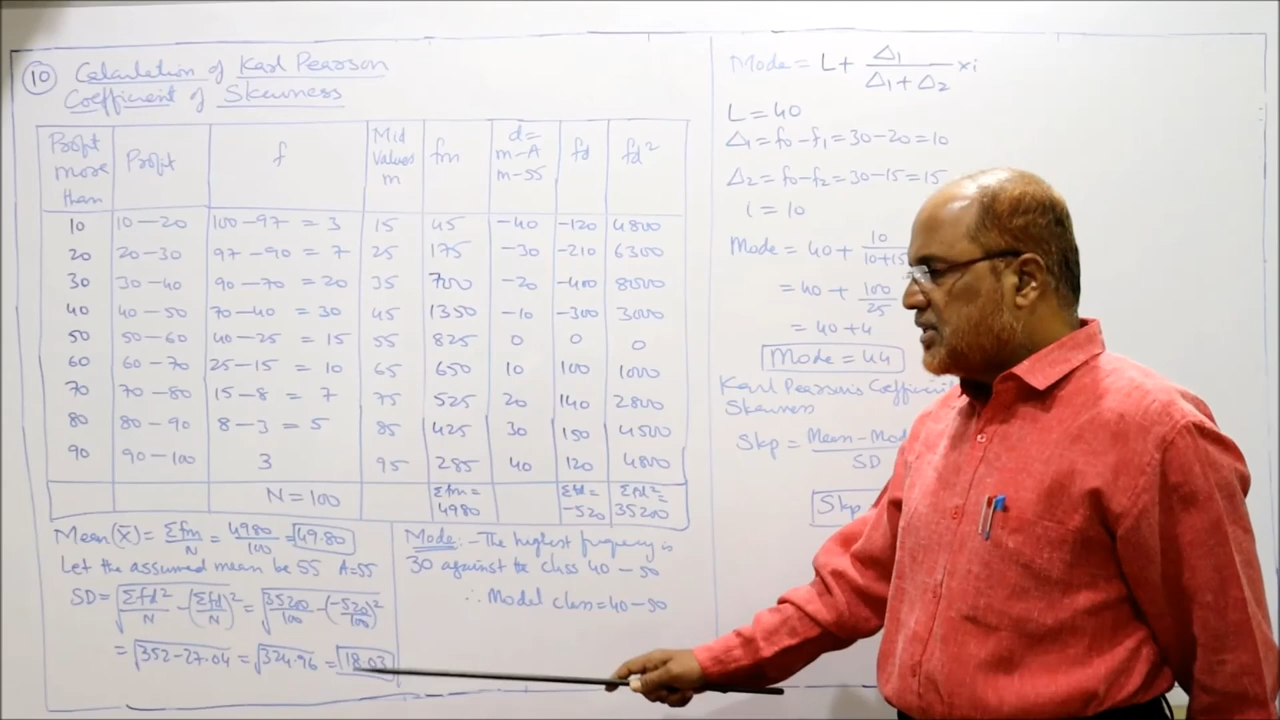 10 Calculation of Karl Pearson
Coefficient of Skewness
Profit more than | Profit | f | Mid Values m | fm | d= m-A m-55 | fd | fd²
10 | 10-20 | 100-97 = 3 | 15 | 45 | -40 | -120 | 4800
20 | 20-30 | 97-90 = 7 | 25 | 175 | -30 | -210 | 6300
30 | 30-40 | 90-70 = 20 | 35 | 700 | -20 | -400 | 8000
40 | 40-50 | 70-40 = 30 | 45 | 1350 | -10 | -300 | 3000
50 | 50-60 | 40-25 = 15 | 55 | 825 | 0 | 0 | 0
60 | 60-70 | 25-15 = 10 | 65 | 650 | 10 | 100 | 1000
70 | 70-80 | 15-8 = 7 | 75 | 525 | 20 | 140 | 2800
80 | 80-90 | 8-3 = 5 | 85 | 425 | 30 | 150 | 4500
90 | 90-100 | 3 | 95 | 285 | 40 | 120 | 4800
N=100 | Σfm= 4980 | Σfd= -520 | Σfd²= 35200
Mean(X̄) = Σfm/N = 4980/100 = 49.80
Let the assumed mean be 55 A=55
SD = √(Σfd²/N - (Σfd/N)²) = √(35200/100 - (-520/100)²)
= √(352-27.04) = √324.96 = 18.03
Mode:- The highest frequency is
30 against the class 40-50
∴ Model class = 40-50
Mode = L + Δ1/(Δ1+Δ2) × i
L = 40
Δ1 = f0-f1 = 30-20 = 10
Δ2 = f0-f2 = 30-15 = 15
i = 10
Mode = 40 + 10/(10+15
= 40 + 100/25
= 40+4
Mode = 44
Karl Pearson's Coeffici
Skewness
Skp = Mean - Mod / SD
Skp